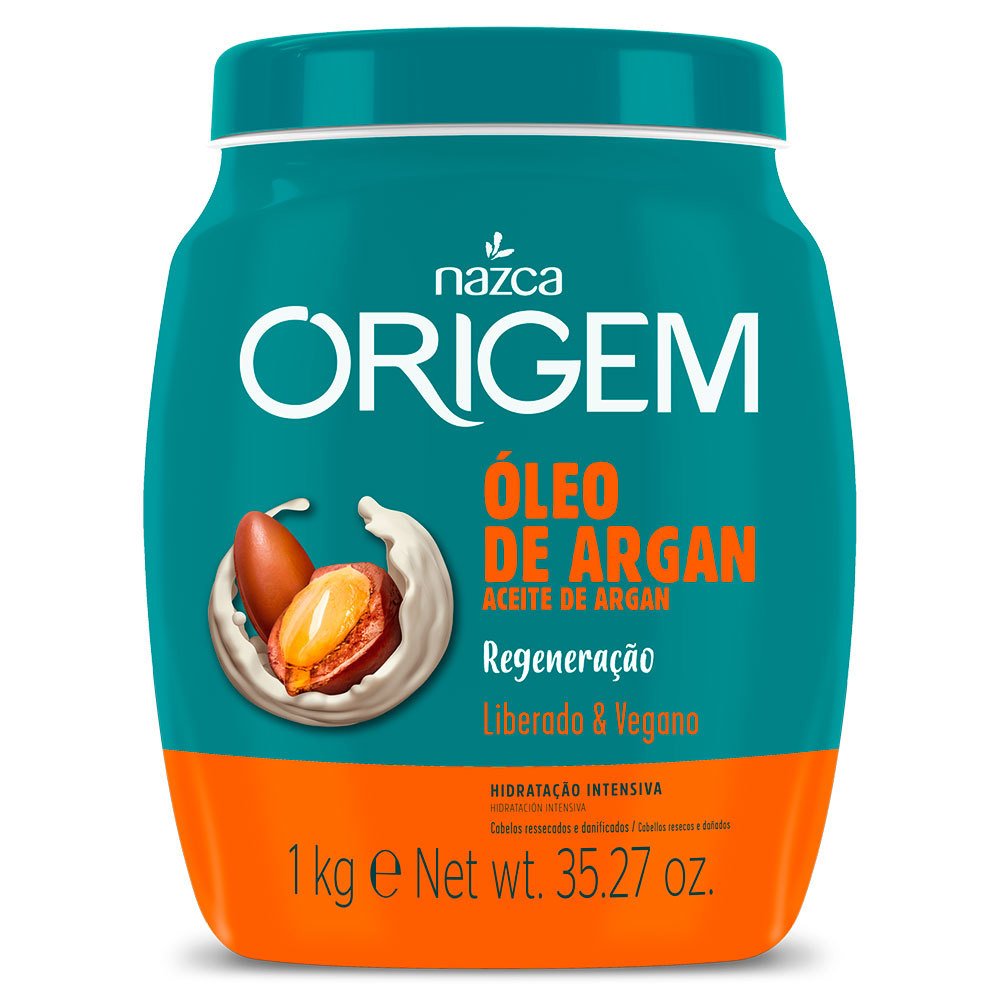 nazca
ORIGEM
ÓLEO
DE ARGAN
ACEITE DE ARGAN
Regeneração
Liberado & Vegano
HIDRATAÇÃO INTENSIVA
HIDRATACIÓN INTENSIVA
Cabelos ressecados e danificados / Cabellos resecos e dañados
1 kg ℮ Net wt. 35.27 oz.